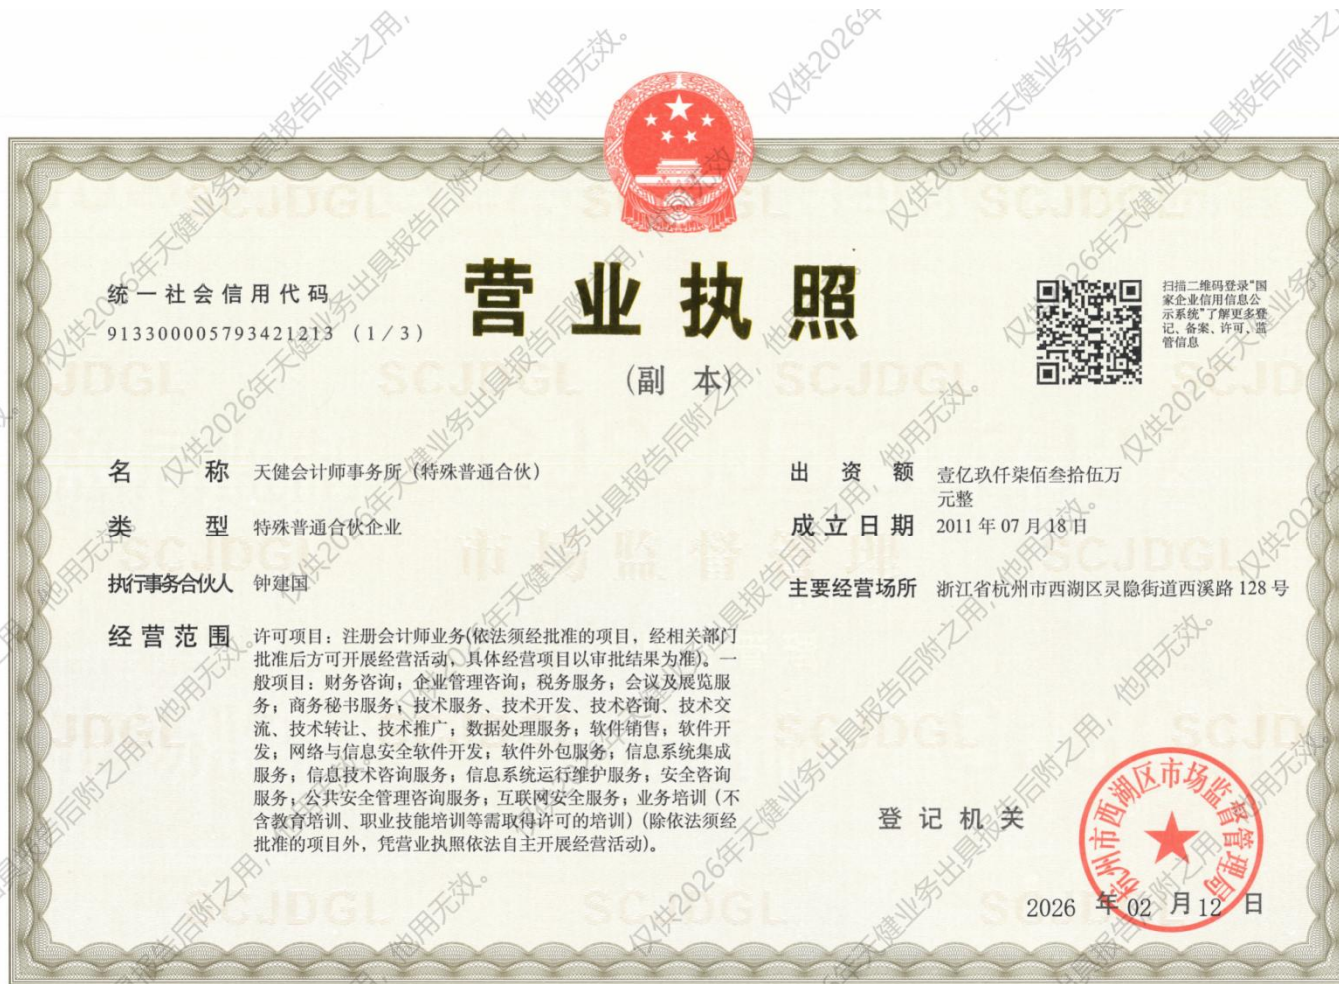 营业执照
(副 本)
统一社会信用代码
913300005793421213 (1/3)
扫描二维码登录"国
家企业信用信息公
示系统"了解更多登
记、备案、许可、监
管信息
名 称 天健会计师事务所（特殊普通合伙）
类 型 特殊普通合伙企业
执行事务合伙人 钟建国
经营范围 许可项目：注册会计师业务(依法须经批准的项目，经相关部门
批准后方可开展经营活动，具体经营项目以审批结果为准)。一
般项目：财务咨询；企业管理咨询；税务服务；会议及展览服
务；商务秘书服务；技术服务、技术开发、技术咨询、技术交
流、技术转让、技术推广；数据处理服务；软件销售；软件开
发；网络与信息安全软件开发；软件外包服务；信息系统集成
服务；信息技术咨询服务；信息系统运行维护服务；安全咨询
服务；公共安全管理咨询服务；互联网安全服务；业务培训（不
含教育培训、职业技能培训等需取得许可的培训）(除依法须经
批准的项目外，凭营业执照依法自主开展经营活动)。
出 资 额 壹亿玖仟柒佰叁拾伍万
元整
成立日期 2011 年 07 月 18 日
主要经营场所 浙江省杭州市西湖区灵隐街道西溪路 128 号
登记机关
杭州市西湖区市场监督管理局
2026 年 02 月 12 日
仅供2026年天健业务出具报告后附之用，他用无效。
SCJDGL
市场监督管理